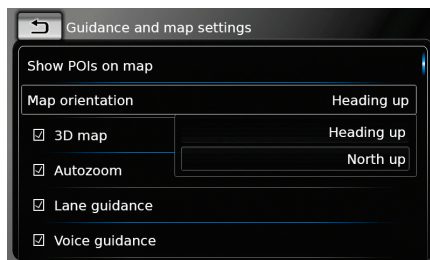 Guidance and map settings
Show POIs on map
Map orientation Heading up
3D map Heading up
North up
Autozoom
Lane guidance
Voice guidance